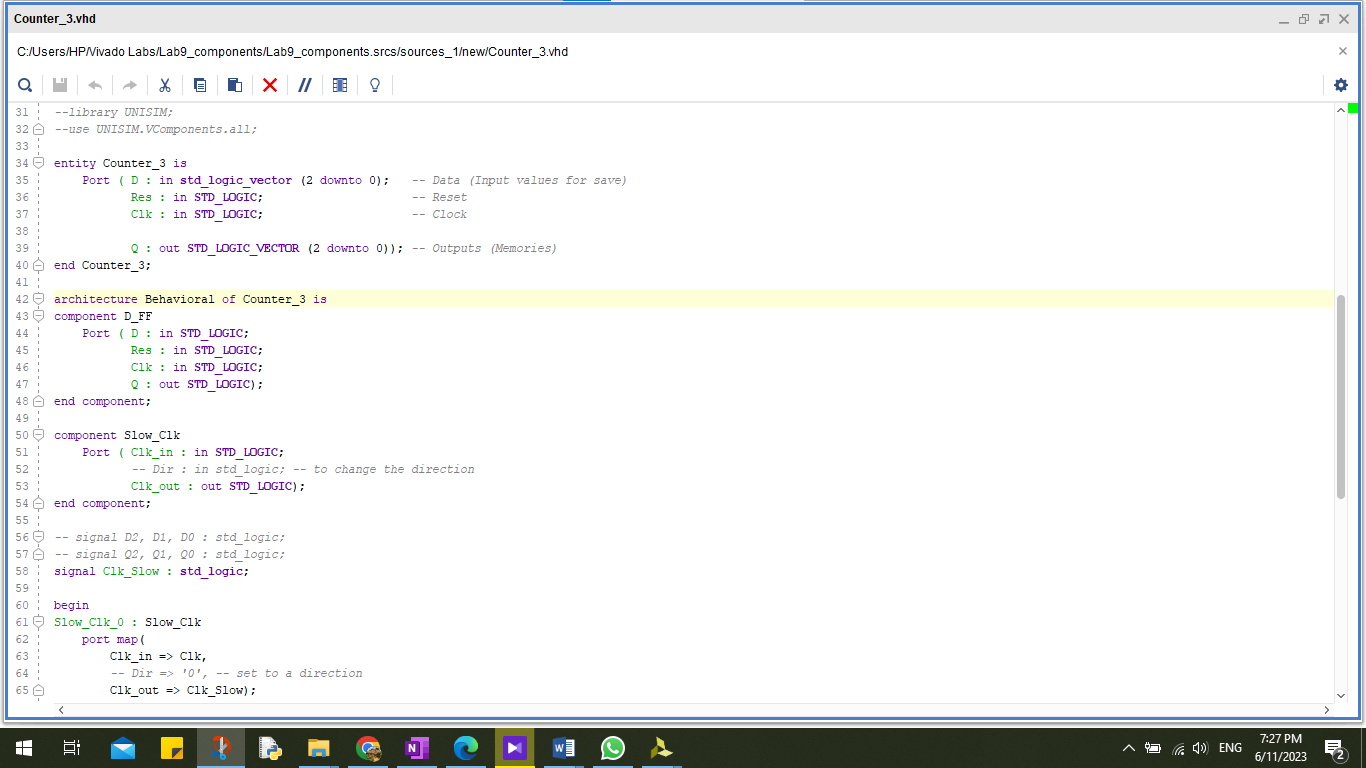 Counter_3.vhd
C:/Users/HP/Vivado Labs/Lab9_components/Lab9_components.srcs/sources_1/new/Counter_3.vhd
31 --library UNISIM;
32 --use UNISIM.VComponents.all;
33
34 entity Counter_3 is
35     Port ( D : in std_logic_vector (2 downto 0);   -- Data (Input values for save)
36            Res : in STD_LOGIC;                     -- Reset
37            Clk : in STD_LOGIC;                     -- Clock
38
39            Q : out STD_LOGIC_VECTOR (2 downto 0)); -- Outputs (Memories)
40 end Counter_3;
41
42 architecture Behavioral of Counter_3 is
43 component D_FF
44     Port ( D : in STD_LOGIC;
45            Res : in STD_LOGIC;
46            Clk : in STD_LOGIC;
47            Q : out STD_LOGIC);
48 end component;
49
50 component Slow_Clk
51     Port ( Clk_in : in STD_LOGIC;
52            -- Dir : in std_logic; -- to change the direction
53            Clk_out : out STD_LOGIC);
54 end component;
55
56 -- signal D2, D1, D0 : std_logic;
57 -- signal Q2, Q1, Q0 : std_logic;
58 signal Clk_Slow : std_logic;
59
60 begin
61 Slow_Clk_0 : Slow_Clk
62     port map(
63         Clk_in => Clk,
64         -- Dir => '0', -- set to a direction
65         Clk_out => Clk_Slow);
ENG
7:27 PM
6/11/2023
2